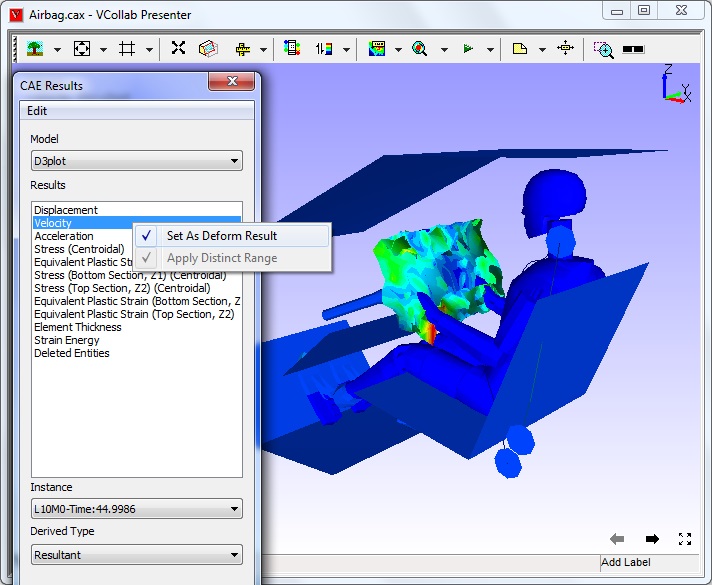 Airbag.cax - VCollab Presenter
CAE Results
Edit
Model
D3plot
Results
Displacement
Velocity
Acceleration
Stress (Centroidal)
Equivalent Plastic Str
Stress (Bottom Section, Z1) (Centroidal)
Stress (Top Section, Z2) (Centroidal)
Equivalent Plastic Strain (Bottom Section, Z
Equivalent Plastic Strain (Top Section, Z2)
Element Thickness
Strain Energy
Deleted Entities
Set As Deform Result
Apply Distinct Range
Instance
L10M0-Time:44.9986
Derived Type
Resultant
Z
Y
X
Add Label